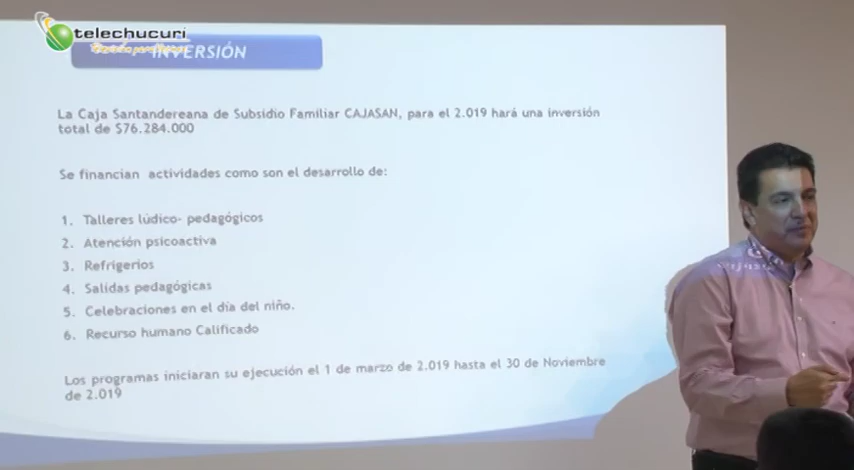 telechucurí
INVERSIÓN
La Caja Santandereana de Subsidio Familiar CAJASAN, para el 2.019 hará una inversión
total de $76.284.000
Se financian actividades como son el desarrollo de:
1. Talleres lúdico- pedagógicos
2. Atención psicoactiva
3. Refrigerios
4. Salidas pedagógicas
5. Celebraciones en el día del niño.
6. Recurso humano Calificado
Los programas iniciaran su ejecución el 1 de marzo de 2.019 hasta el 30 de Noviembre
de 2.019